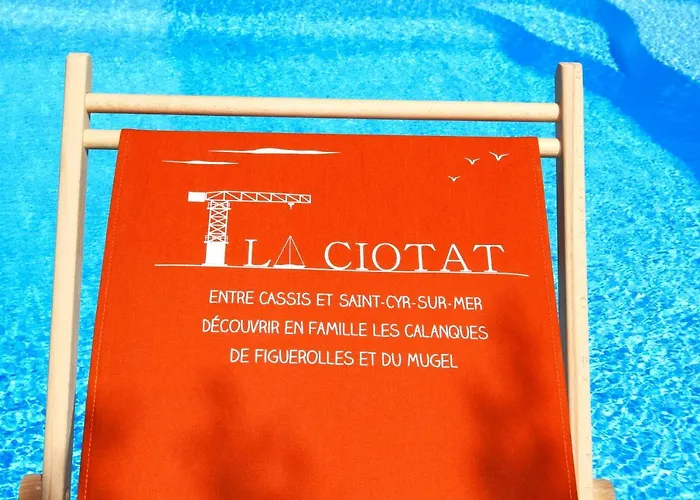 LA CIOTAT
ENTRE CASSIS ET SAINT-CYR-SUR-MER
DÉCOUVRIR EN FAMILLE LES CALANQUES
DE FIGUEROLLES ET DU MUGEL